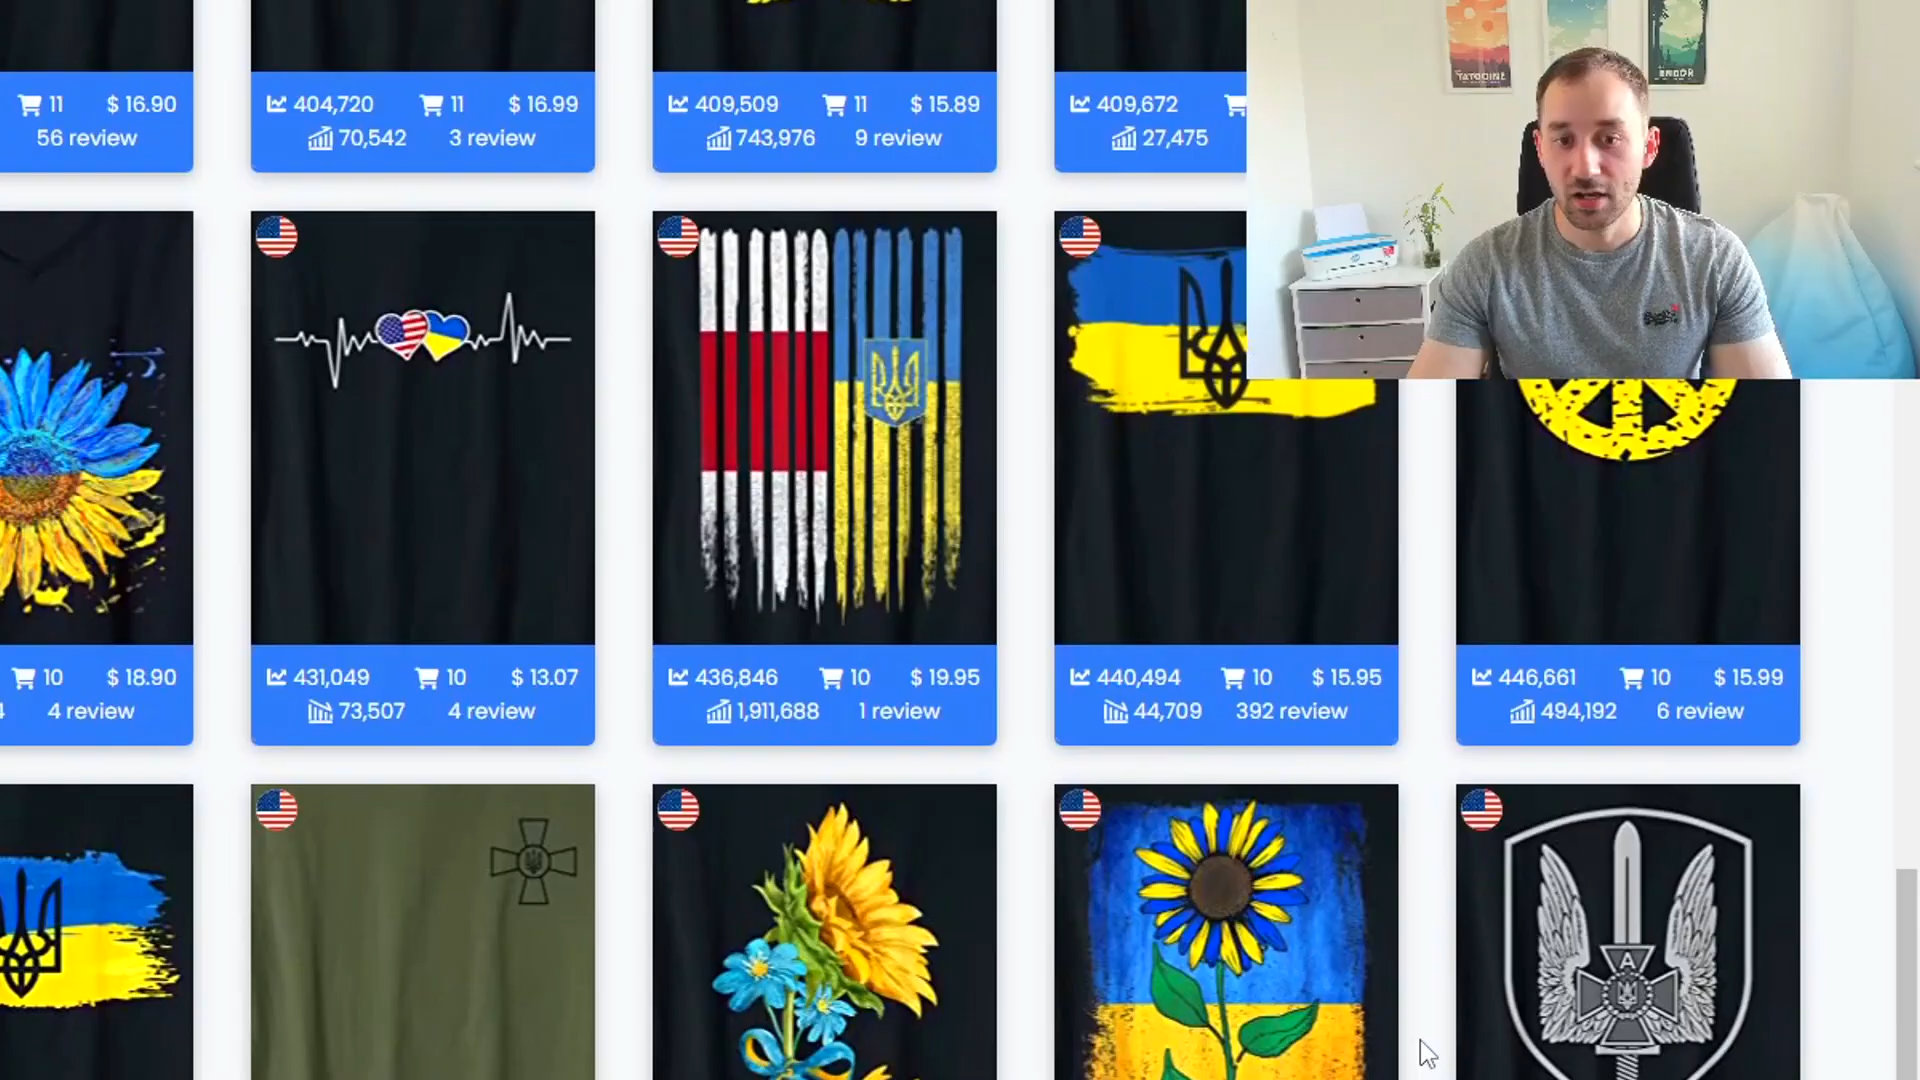 11 $ 16.90
56 review
404,720 11 $ 16.99
70,542 3 review
409,509 11 $ 15.89
743,976 9 review
409,672
27,475
TATOOINE
ENDOR
10 $ 18.90
4 review
431,049 10 $ 13.07
73,507 4 review
436,846 10 $ 19.95
1,911,688 1 review
440,494 10 $ 15.95
44,709 392 review
446,661 10 $ 15.99
494,192 6 review
A